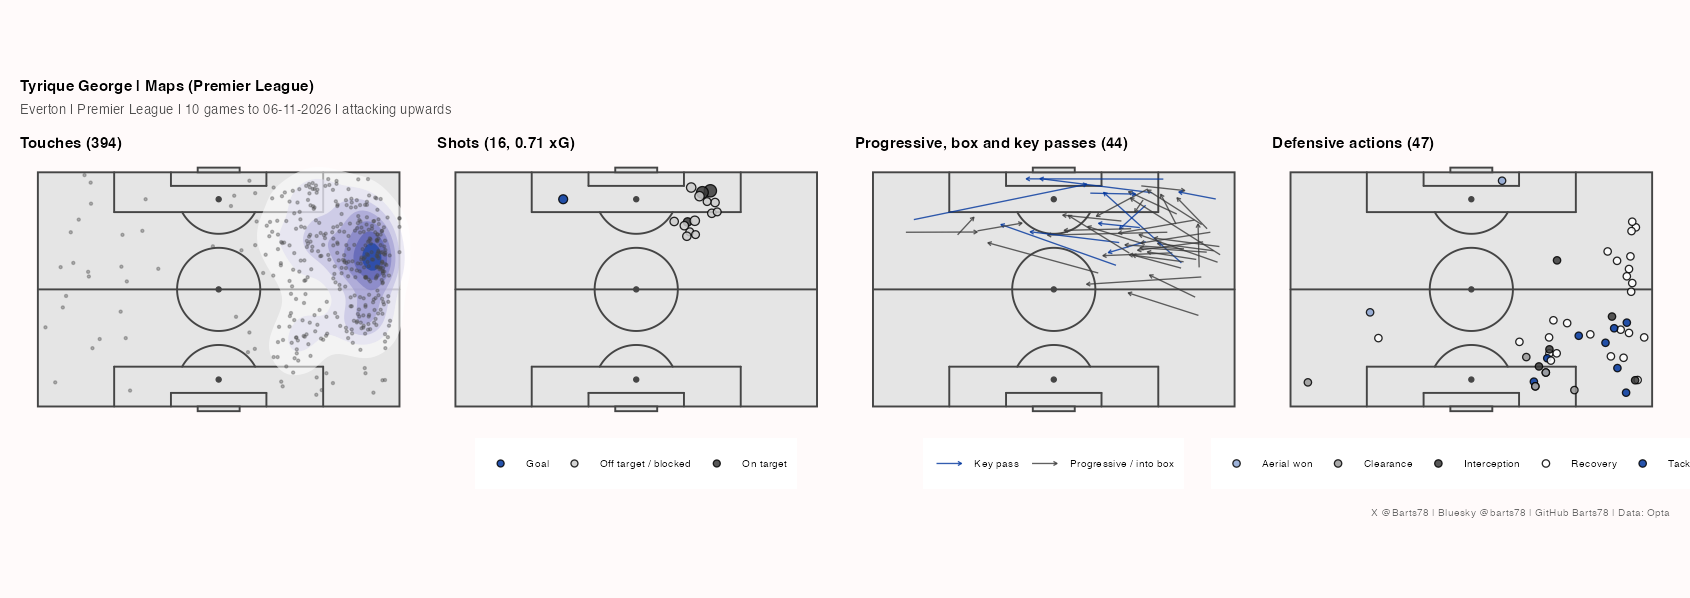 Tyrique George | Maps (Premier League)
Everton | Premier League | 10 games to 06-11-2026 | attacking upwards
Touches (394)
Shots (16, 0.71 xG)
Progressive, box and key passes (44)
Defensive actions (47)
Goal
Off target / blocked
On target
Key pass
Progressive / into box
Aerial won
Clearance
Interception
Recovery
Tack
X @Barts78 | Bluesky @barts78 | GitHub Barts78 | Data: Opta